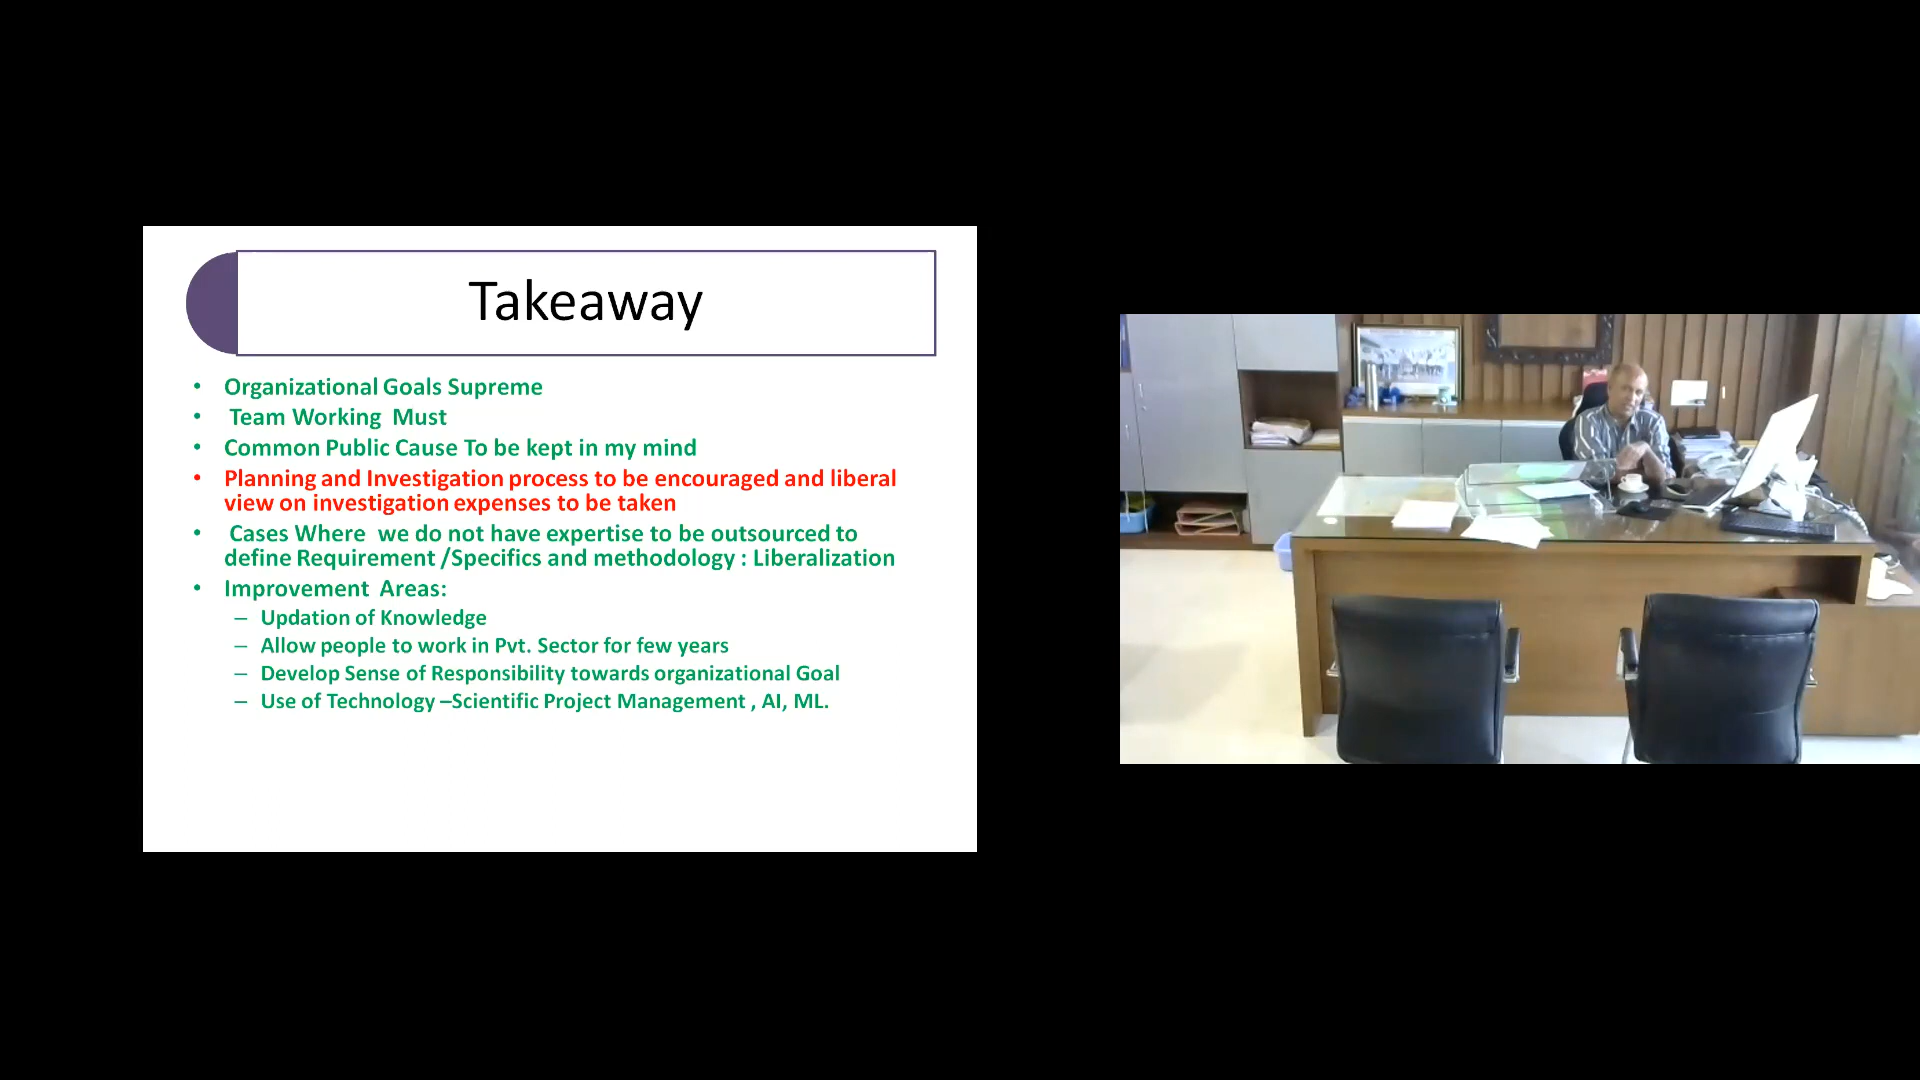 Takeaway
• Organizational Goals Supreme
• Team Working Must
• Common Public Cause To be kept in my mind
• Planning and Investigation process to be encouraged and liberal
view on investigation expenses to be taken
• Cases Where we do not have expertise to be outsourced to
define Requirement /Specifics and methodology : Liberalization
• Improvement Areas:
– Updation of Knowledge
– Allow people to work in Pvt. Sector for few years
– Develop Sense of Responsibility towards organizational Goal
– Use of Technology –Scientific Project Management , AI, ML.